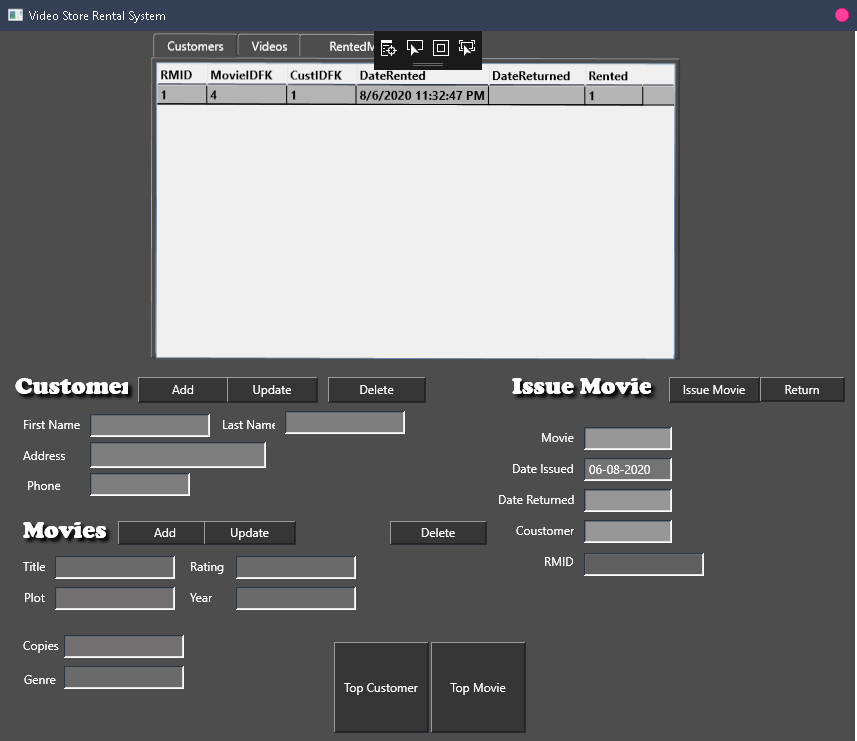 Video Store Rental System
Customers Videos RentedM
RMID MovieIDFK CustIDFK DateRented DateReturned Rented
1 4 1 8/6/2020 11:32:47 PM 1
Customer Add Update Delete
First Name Last Name
Address
Phone
Movies Add Update Delete
Title Rating
Plot Year
Copies
Genre
Issue Movie Issue Movie Return
Movie
Date Issued 06-08-2020
Date Returned
Coustomer
RMID
Top Customer Top Movie